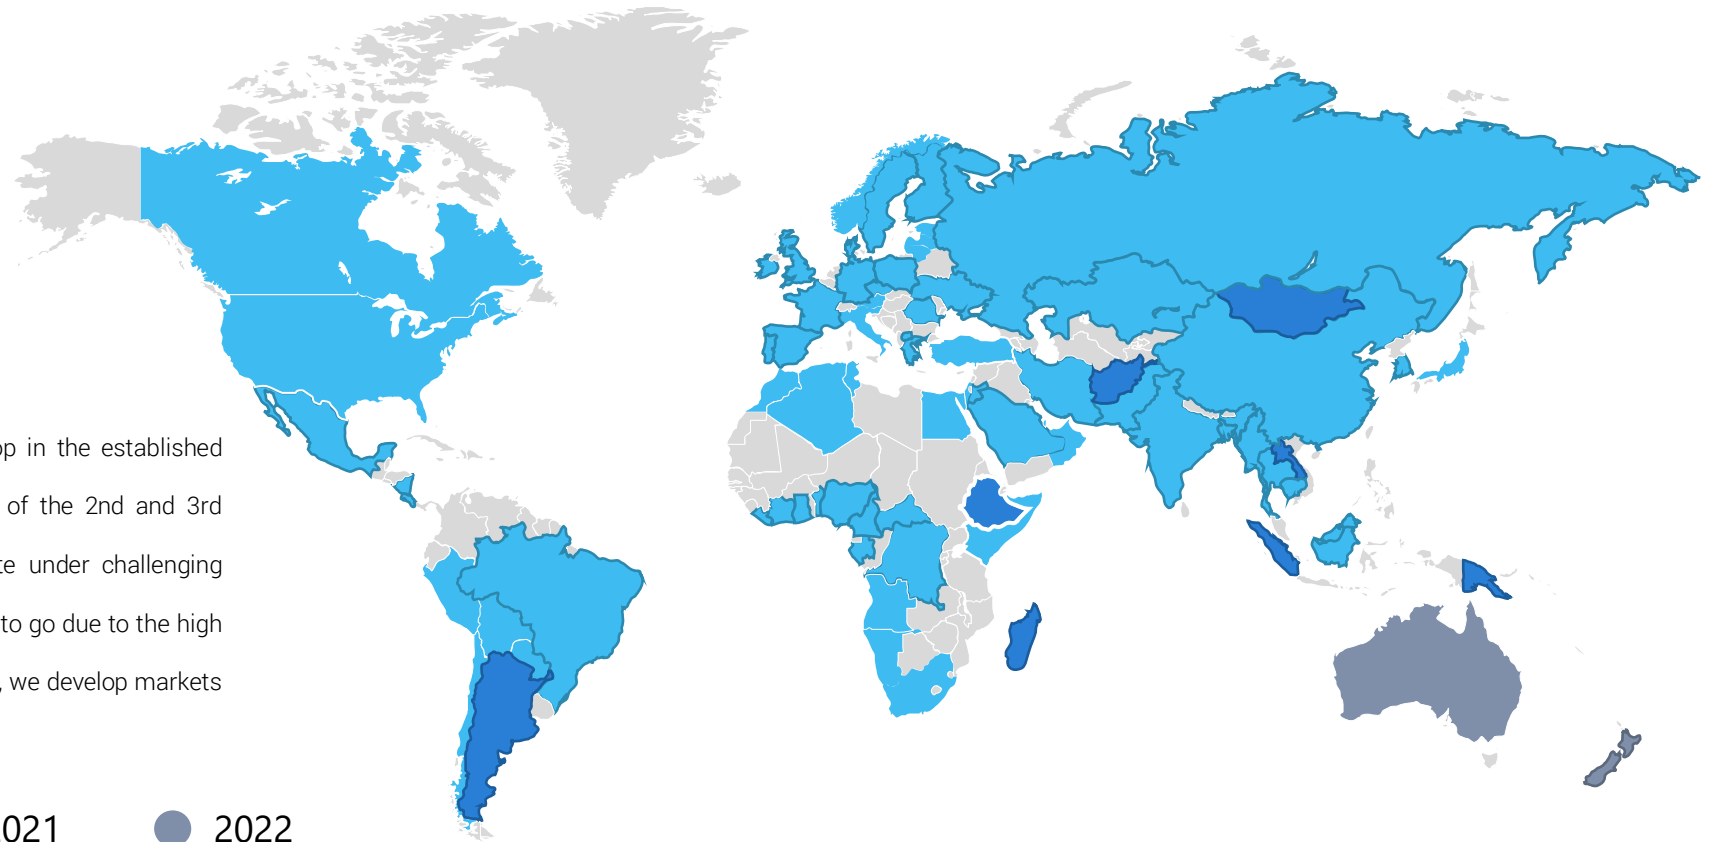 in the established
of the 2nd and 3rd
under challenging
to go due to the high
, we develop markets
2022